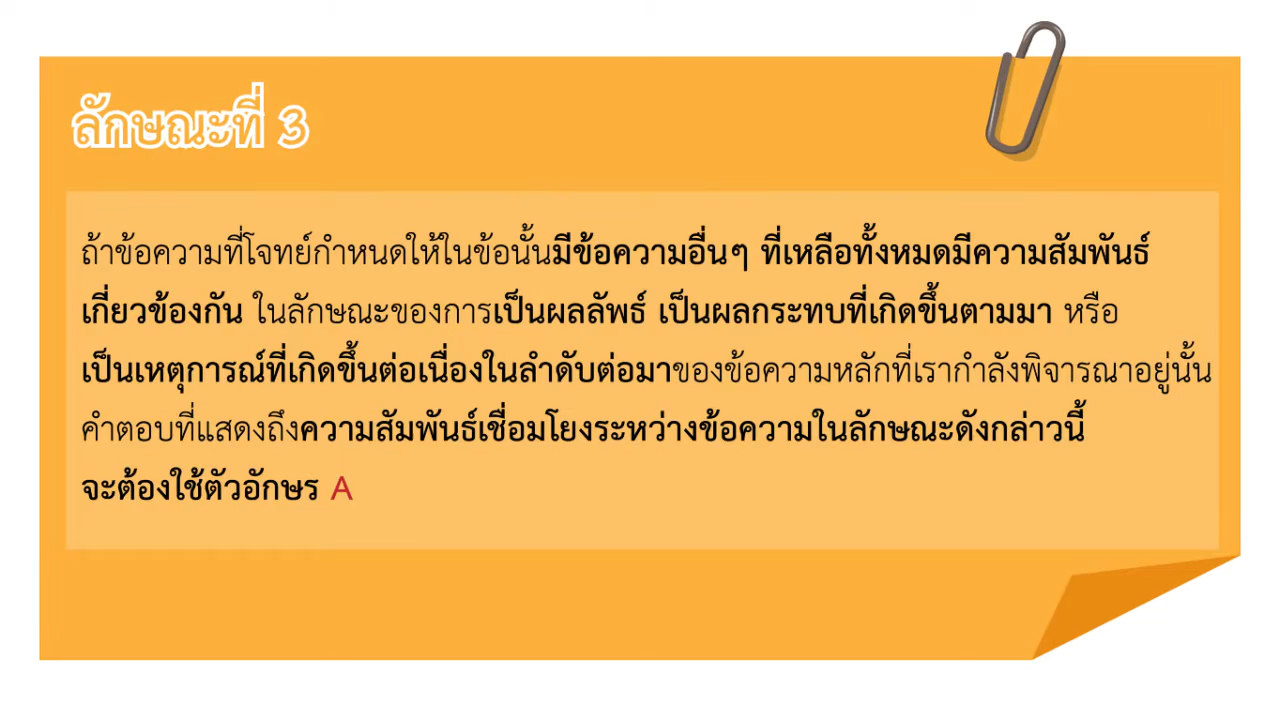 ลักษณะที่ 3
ถ้าข้อความที่โจทย์กำหนดให้ในข้อนั้นมีข้อความอื่นๆ ที่เหลือทั้งหมดมีความสัมพันธ์
เกี่ยวข้องกัน ในลักษณะของการเป็นผลลัพธ์ เป็นผลกระทบที่เกิดขึ้นตามมา หรือ
เป็นเหตุการณ์ที่เกิดขึ้นต่อเนื่องในลำดับต่อมาของข้อความหลักที่เรากำลังพิจารณาอยู่นั้น
คำตอบที่แสดงถึงความสัมพันธ์เชื่อมโยงระหว่างข้อความในลักษณะดังกล่าวนี้
จะต้องใช้ตัวอักษร A